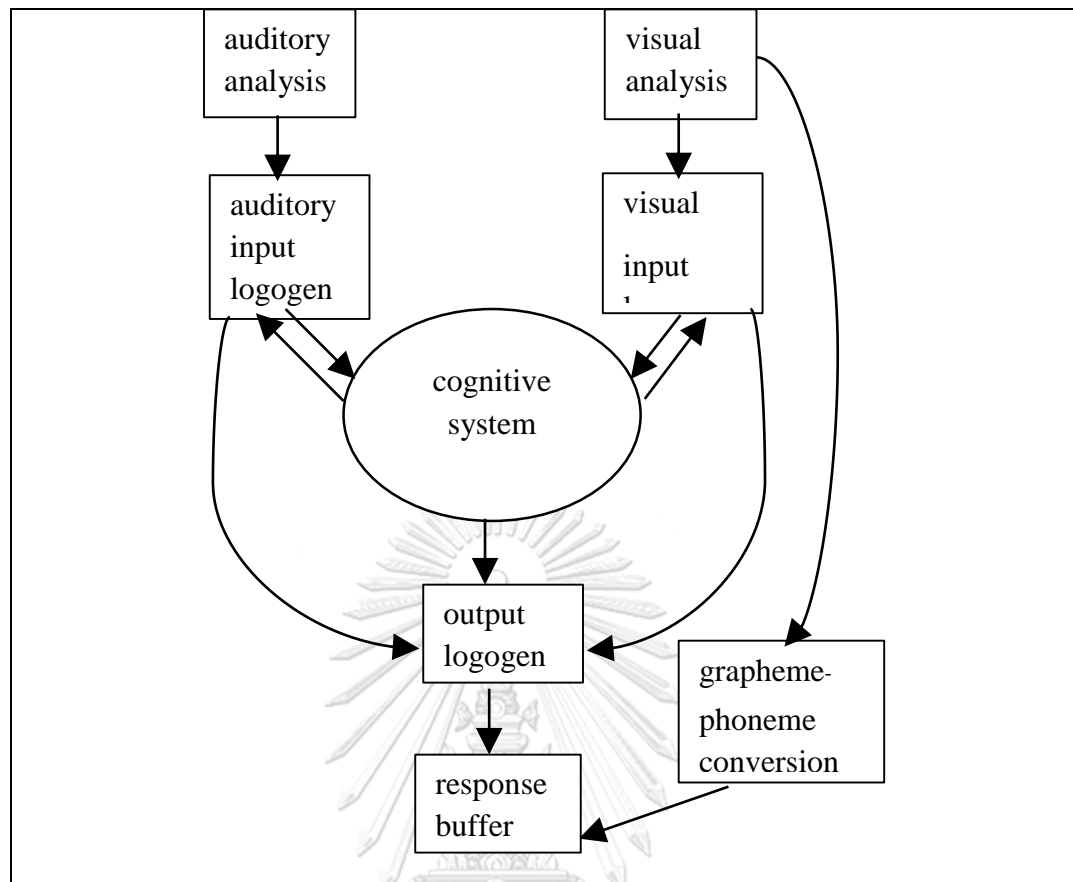 auditory
analysis
visual
analysis
auditory
input
logogen
visual
input
cognitive
system
output
logogen
grapheme-
phoneme
conversion
response
buffer